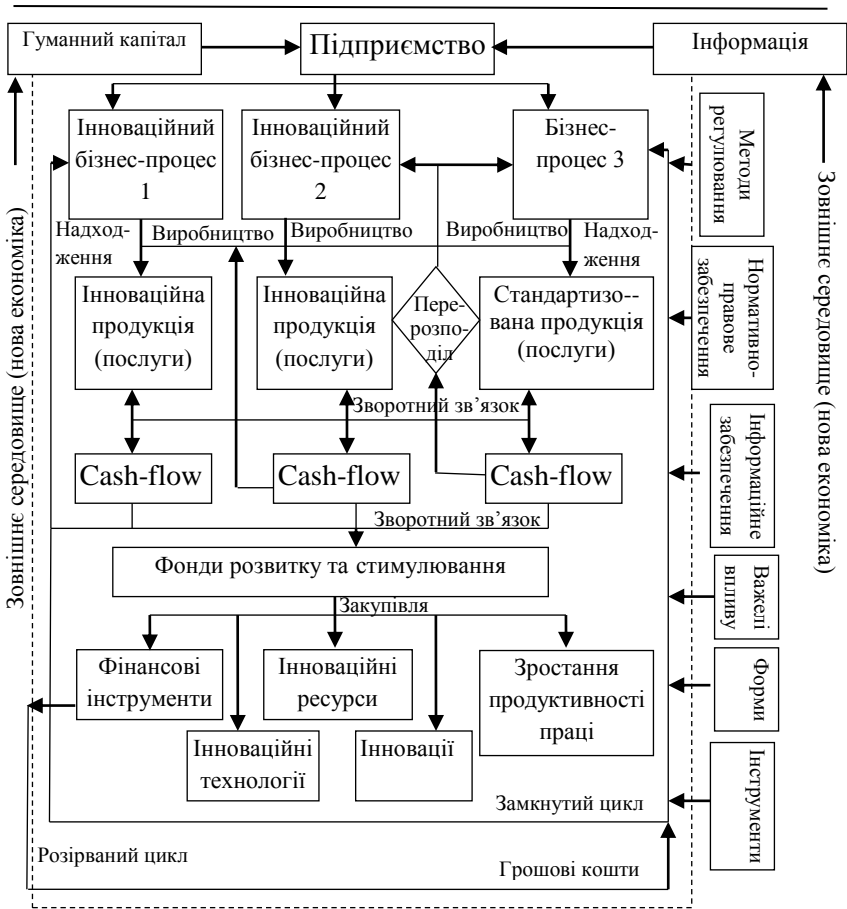 Гуманний капітал
Підприємство
Інформація
Інноваційний
бізнес-процес
1
Інноваційний
бізнес-процес
2
Бізнес-
процес 3
Методи
регулювання
Зовнішнє середовище (нова економіка)
Зовнішнє середовище (нова економіка)
Надход-
ження
Виробництво
Виробництво
Виробництво
Надход-
ження
Інноваційна
продукція
(послуги)
Інноваційна
продукція
(послуги)
Пере-
розпо-
діл
Стандартизо--
вана продукція
(послуги)
Нормативно-
правове
забезпечення
Зворотний зв’язок
Cash-flow
Cash-flow
Cash-flow
Інформаційне
забезпечення
Зворотний зв’язок
Фонди розвитку та стимулювання
Закупівля
Важелі
впливу
Фінансові
інструменти
Інноваційні
ресурси
Зростання
продуктивності
праці
Форми
Інноваційні
технології
Інновації
Інструменти
Замкнутий цикл
Розірваний цикл
Грошові кошти